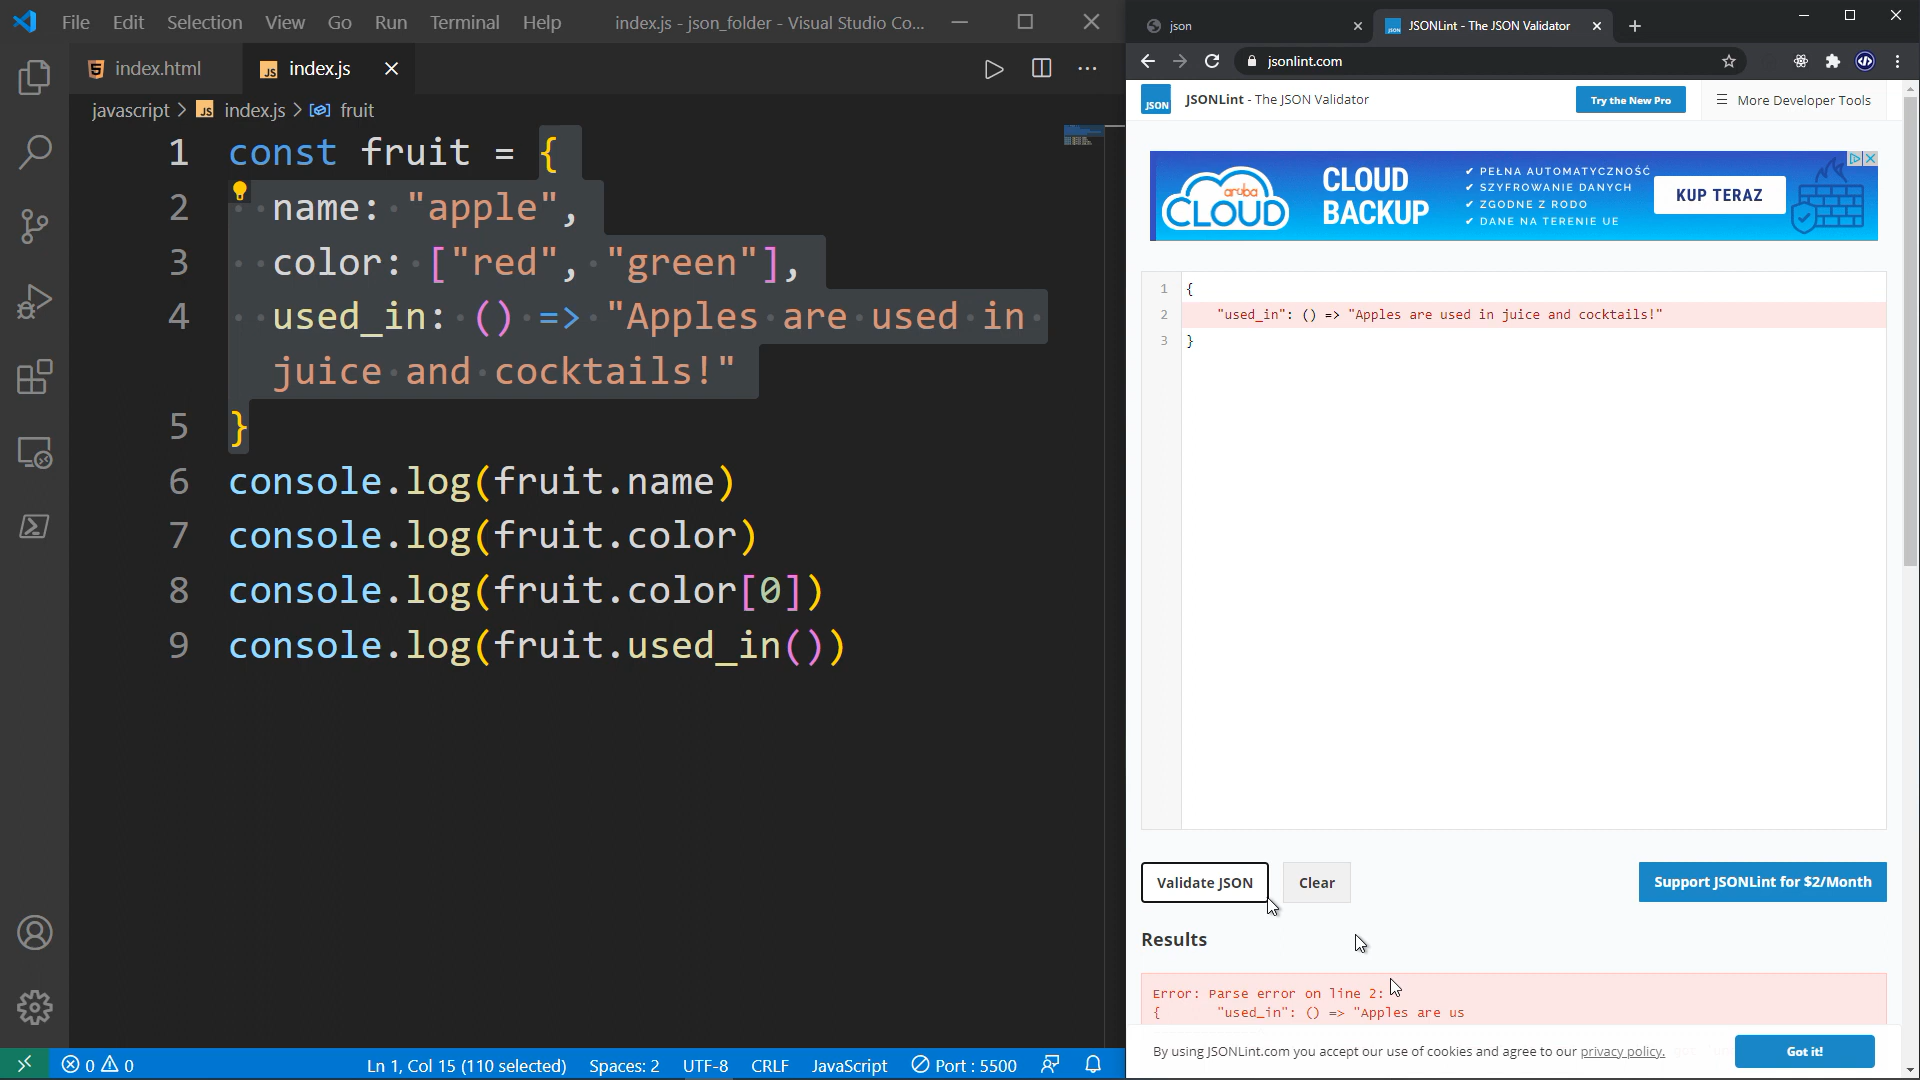 File Edit Selection View Go Run Terminal Help index.js - json_folder - Visual Studio Co...
index.html index.js
javascript > index.js > fruit
1 const fruit = {
2 name: "apple",
3 color: ["red", "green"],
4 used_in: () => "Apples are used in
juice and cocktails!"
5 }
6 console.log(fruit.name)
7 console.log(fruit.color)
8 console.log(fruit.color[0])
9 console.log(fruit.used_in())
0 0 Ln 1, Col 15 (110 selected) Spaces: 2 UTF-8 CRLF JavaScript Port : 5500
json JSONLint - The JSON Validator
jsonlint.com
JSON JSONLint - The JSON Validator Try the New Pro More Developer Tools
aruba
CLOUD
CLOUD
BACKUP
✓ PEŁNA AUTOMATYCZNOŚĆ
✓ SZYFROWANIE DANYCH
✓ ZGODNE Z RODO
✓ DANE NA TERENIE UE
KUP TERAZ
1 {
2 "used_in": () => "Apples are used in juice and cocktails!"
3 }
Validate JSON Clear Support JSONLint for $2/Month
Results
Error: Parse error on line 2:
{ "used_in": () => "Apples are us
By using JSONLint.com you accept our use of cookies and agree to our privacy policy. Got it!